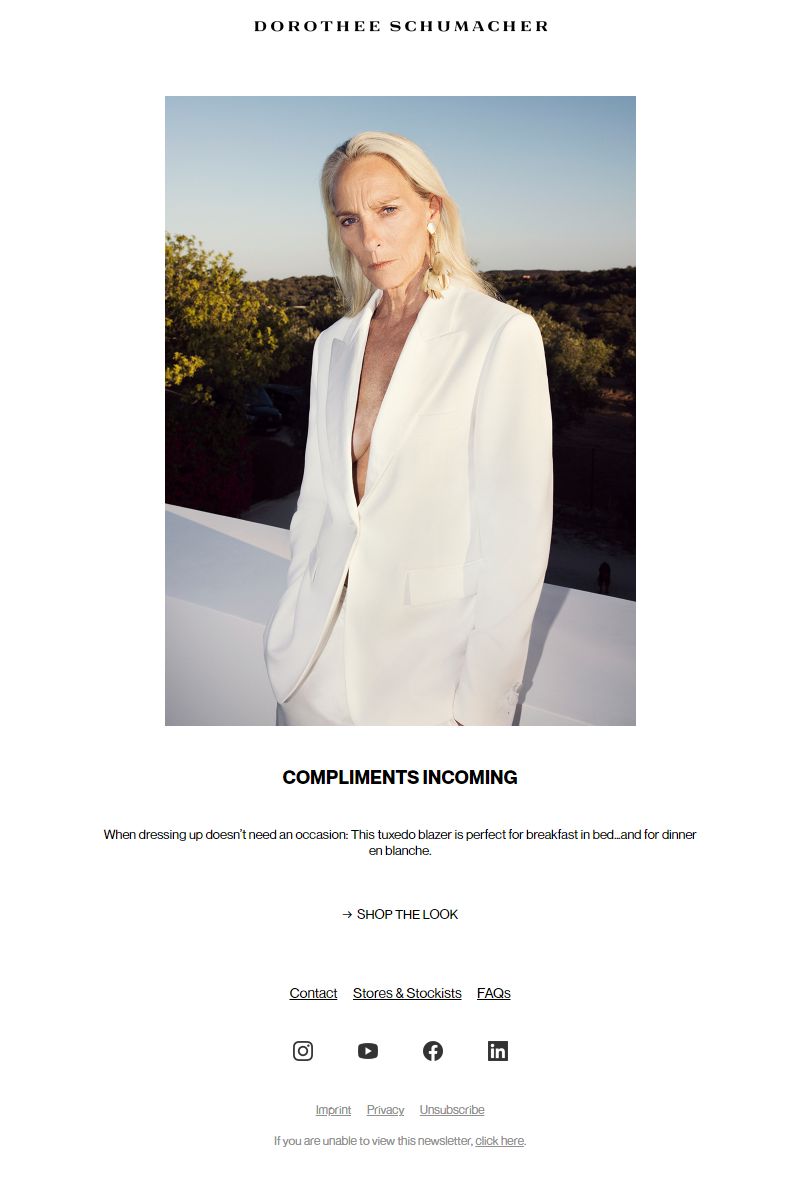 DOROTHEE SCHUMACHER
COMPLIMENTS INCOMING
When dressing up doesn't need an occasion: This tuxedo blazer is perfect for breakfast in bed...and for dinner
en blanche.
→ SHOP THE LOOK
Contact Stores & Stockists FAQs
Imprint Privacy Unsubscribe
If you are unable to view this newsletter, click here.